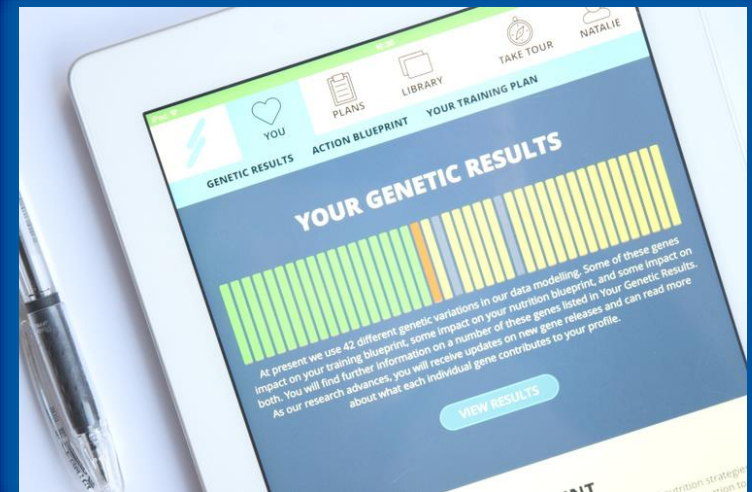 iPad
YOU
PLANS
LIBRARY
TAKE TOUR
NATALIE
GENETIC RESULTS
ACTION BLUEPRINT
YOUR TRAINING PLAN
YOUR GENETIC RESULTS
At present we use 42 different genetic variations in our data modelling. Some of these genes
impact on your training blueprint, some impact on your nutrition blueprint, and some impact on
both. You will find further information on a number of these genes listed in Your Genetic Results.
As our research advances, you will receive updates on new gene releases and can read more
about what each individual gene contributes to your profile.
VIEW RESULTS